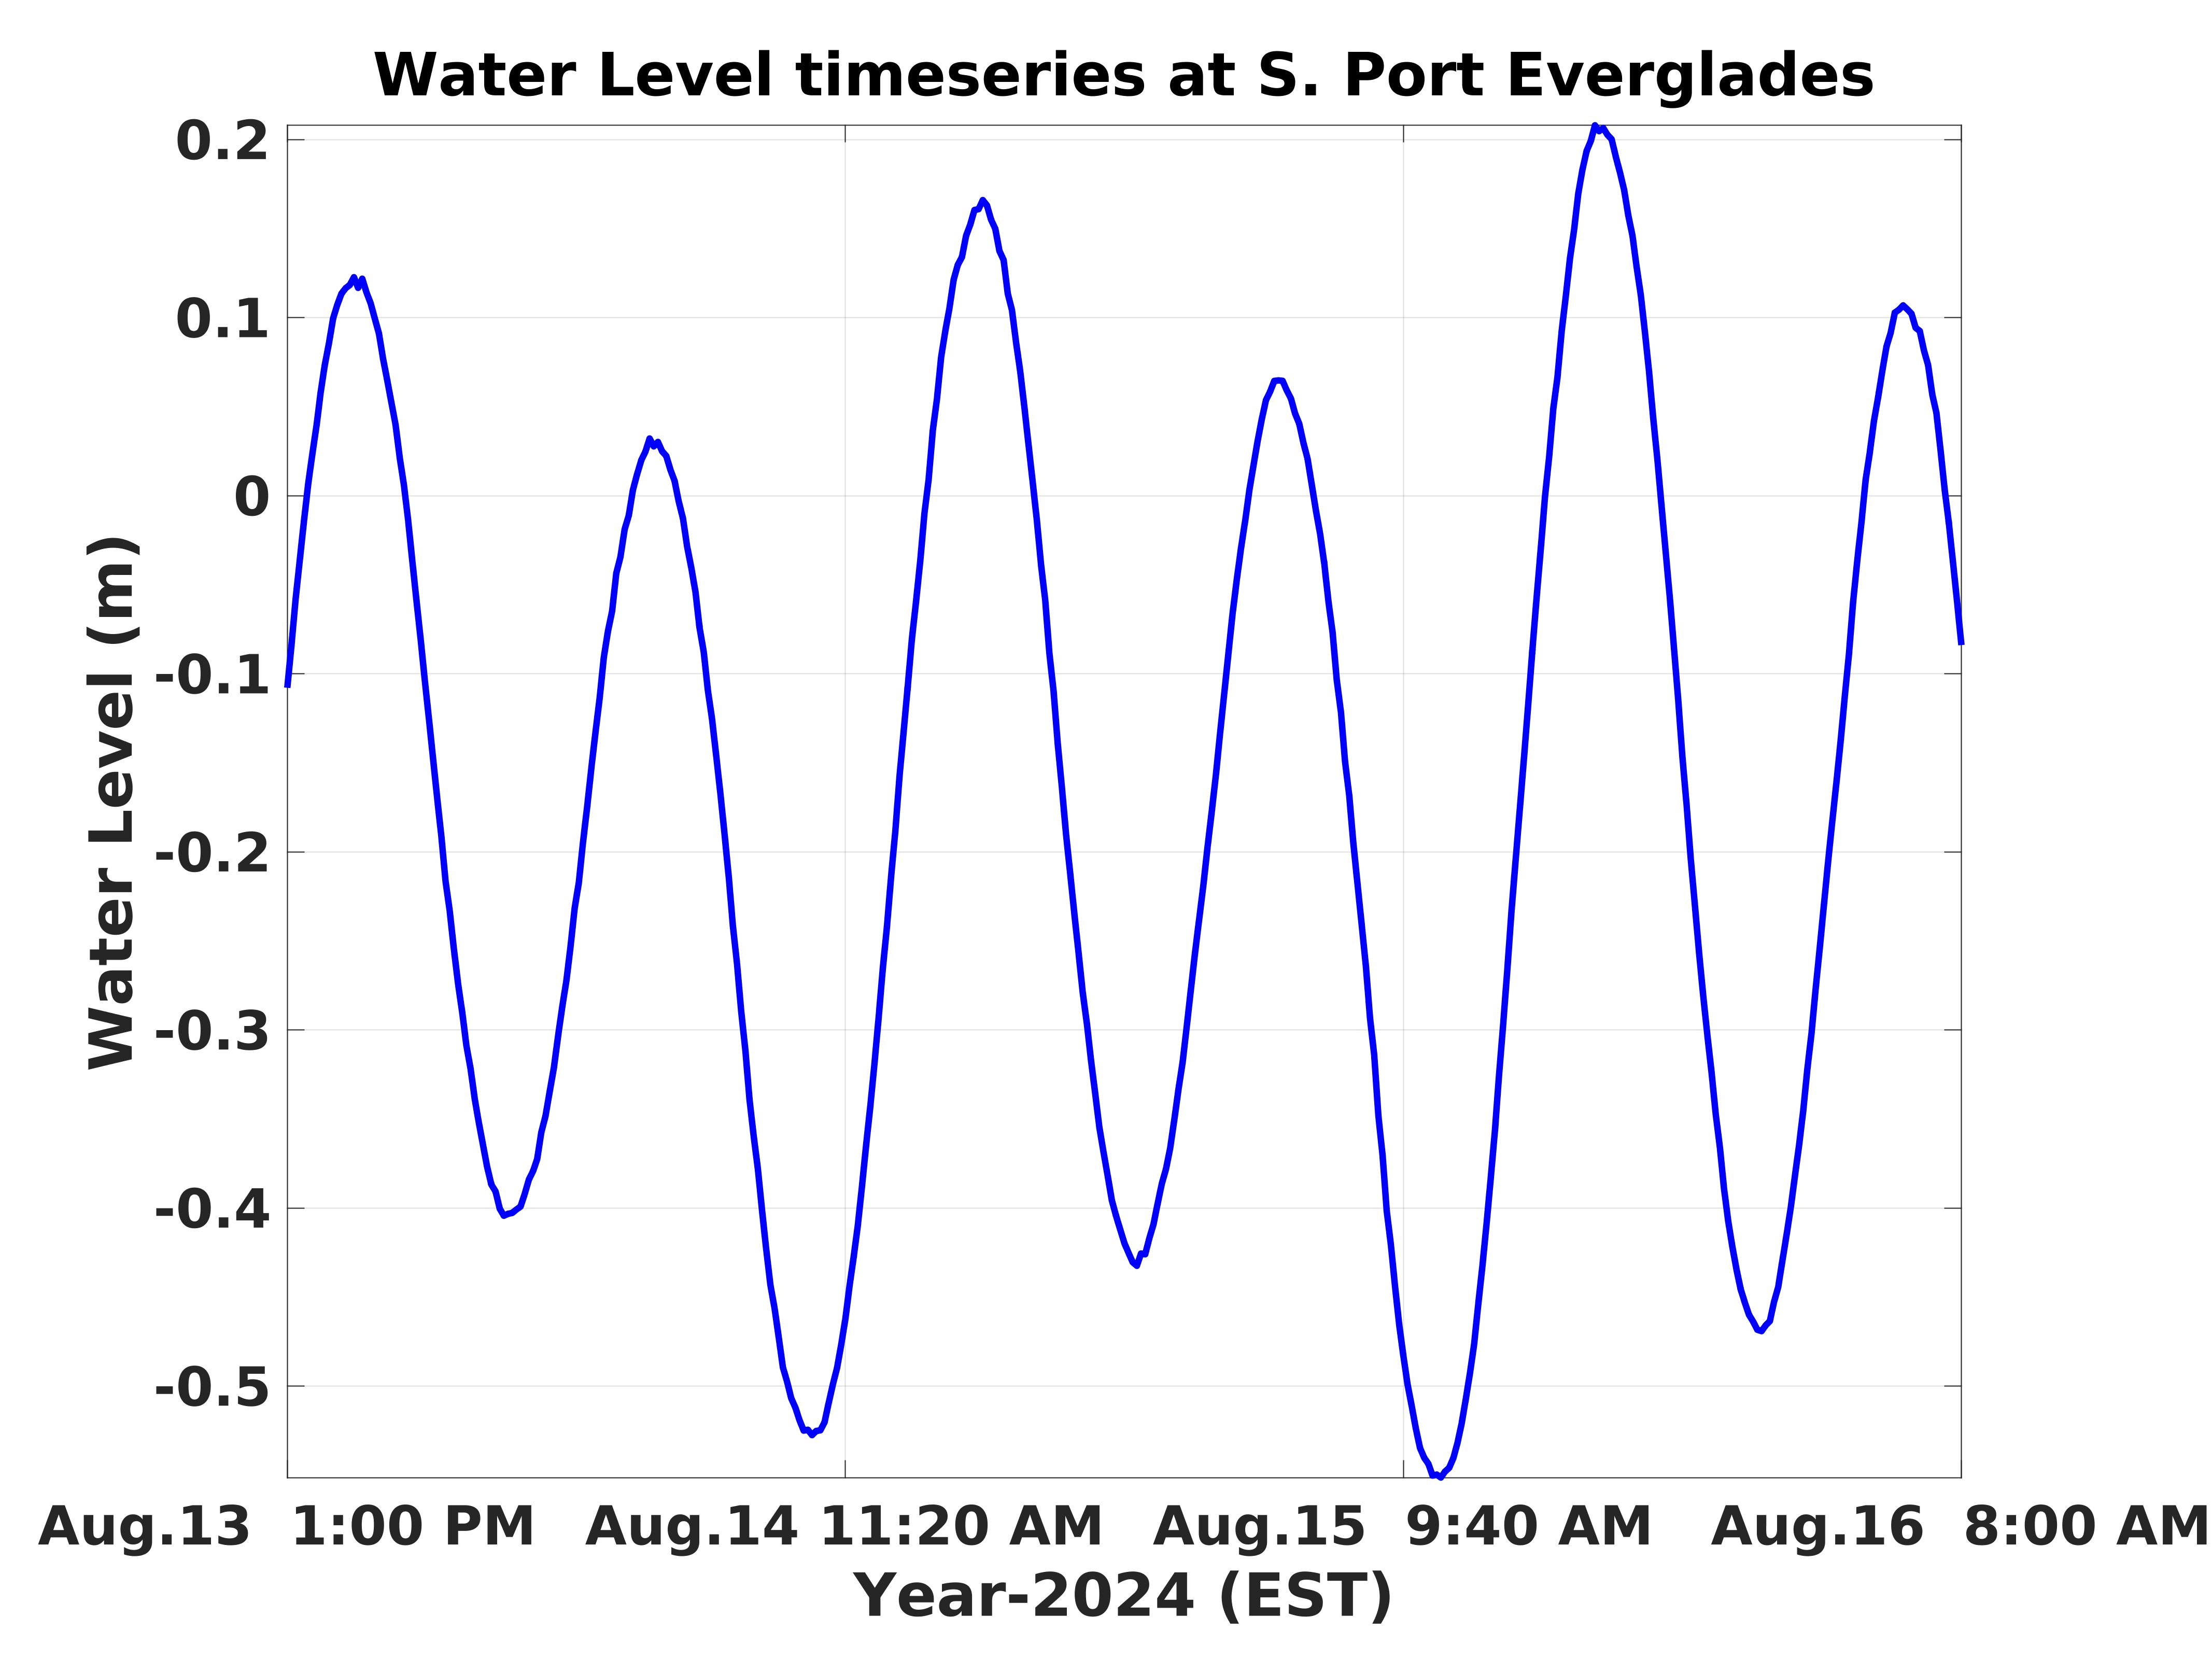 Water Level timeseries at S. Port Everglades
0.2
0.1
0
-0.1
-0.2
-0.3
-0.4
-0.5
Water Level (m)
Aug.13 1:00 PM Aug.14 11:20 AM Aug.15 9:40 AM Aug.16 8:00 AM
Year-2024 (EST)